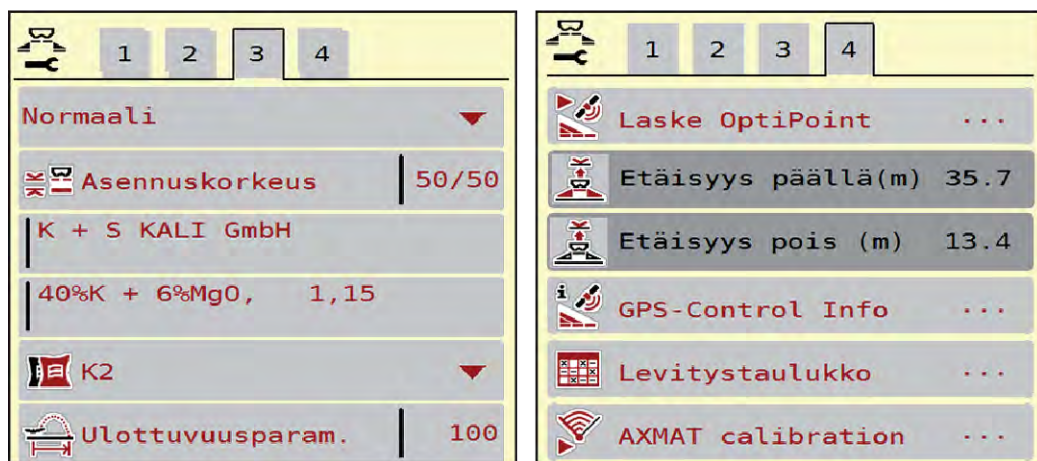 1 2 3 4
Normaali
Asennuskorkeus 50/50
K + S KALI GmbH
40%K + 6%MgO, 1,15
K2
Ulottuvuusparam. 100
1 2 3 4
Laske OptiPoint ...
Etäisyys päällä(m) 35.7
Etäisyys pois (m) 13.4
i
GPS-Control Info ...
Levitystaulukko ...
AXMAT calibration ...